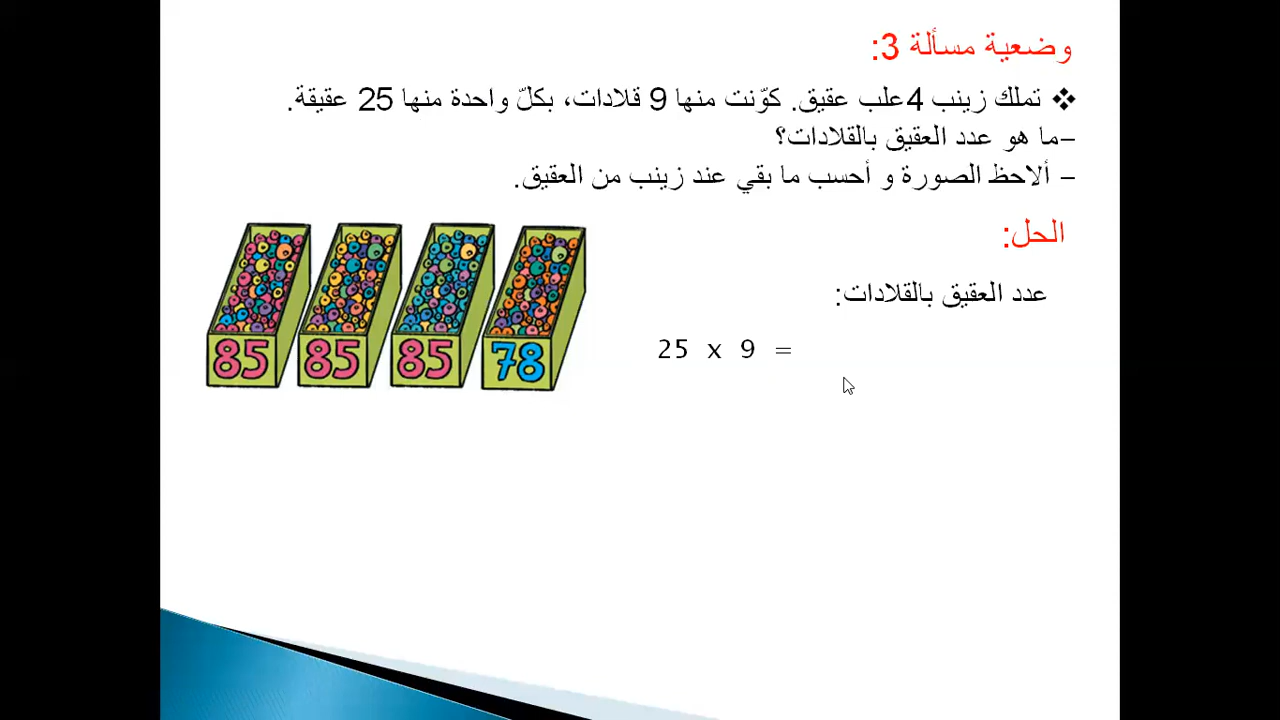 وضعية مسألة 3:
❖ تملك زينب 4علب عقيق. كوّنت منها 9 قلادات، بكلّ واحدة منها 25 عقيقة.
-ما هو عدد العقيق بالقلادات؟
- ألاحظ الصورة و أحسب ما بقي عند زينب من العقيق.
الحل:
عدد العقيق بالقلادات:
25 x 9 =
85 85 85 78